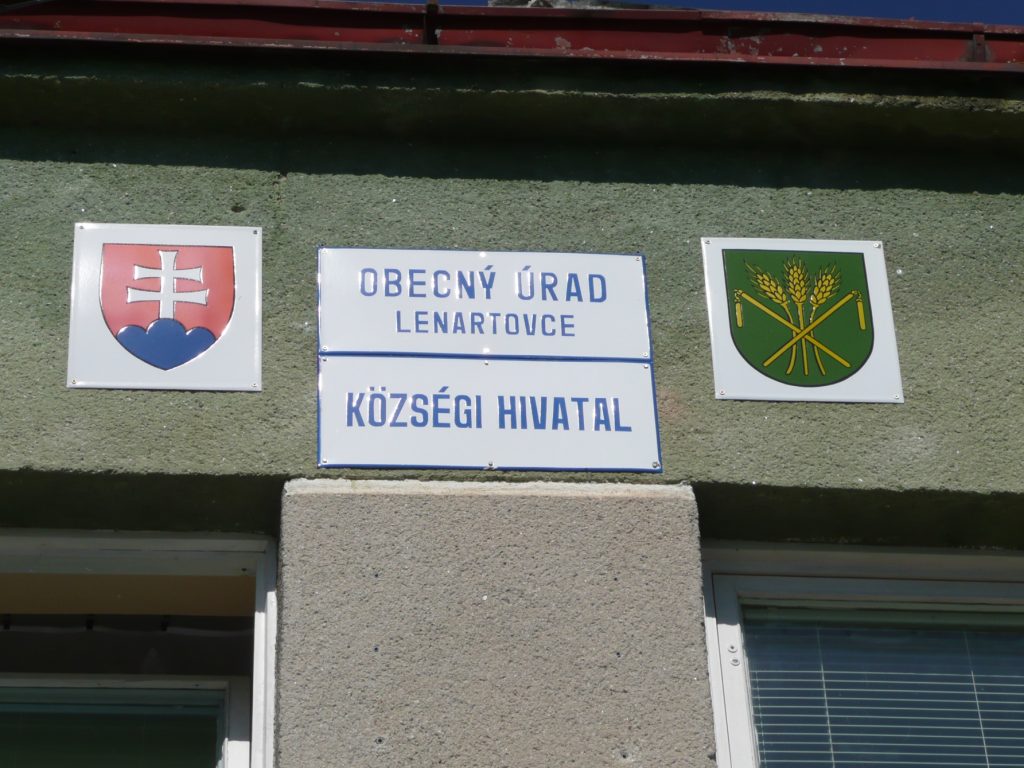 OBECNÝ ÚRAD
LENARTOVCE
KÖZSÉGI HIVATAL